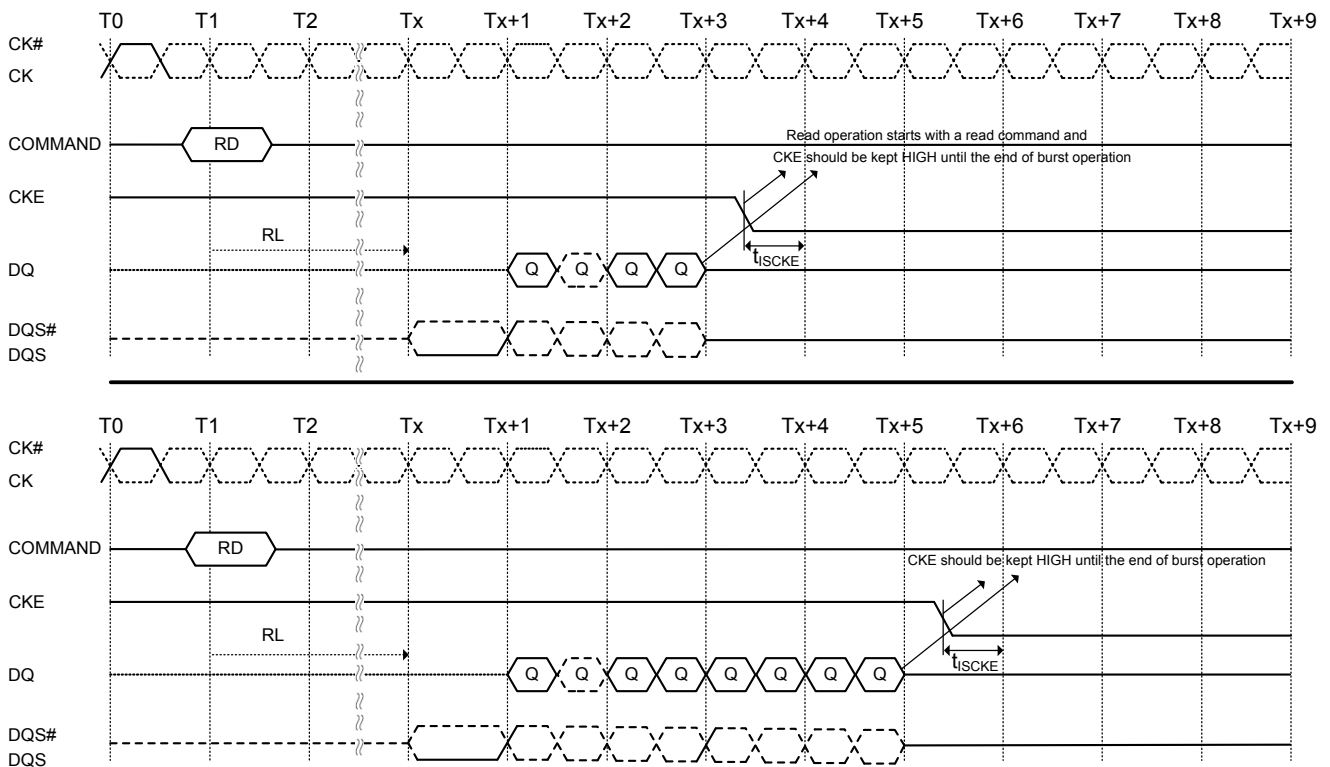 T0 T1 T2 Tx Tx+1 Tx+2 Tx+3 Tx+4 Tx+5 Tx+6 Tx+7 Tx+8 Tx+9
CK#
CK
COMMAND RD
Read operation starts with a read command and
CKE should be kept HIGH until the end of burst operation
CKE
RL
tISCKE
DQ Q Q Q Q
DQS#
DQS
T0 T1 T2 Tx Tx+1 Tx+2 Tx+3 Tx+4 Tx+5 Tx+6 Tx+7 Tx+8 Tx+9
CK#
CK
COMMAND RD
CKE should be kept HIGH until the end of burst operation
CKE
RL
tISCKE
DQ Q Q Q Q Q Q Q Q
DQS#
DQS